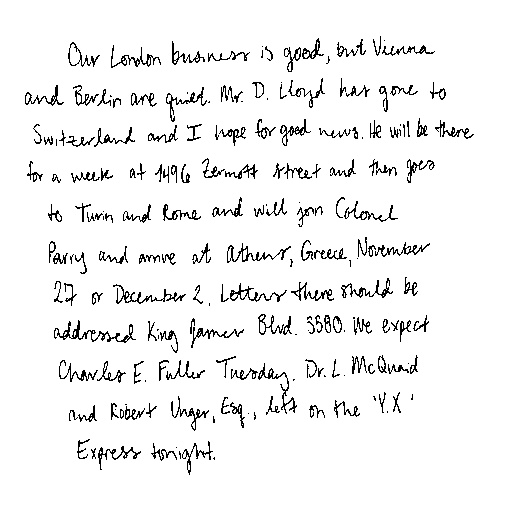 Our London business is good, but Vienna
and Berlin are quiet. Mr. D. Lloyd has gone to
Switzerland and I hope for good news. He will be there
for a week at 1496 Zermott street and then goes
to Turin and Rome and will join Colonel
Parry and arrive at Athens, Greece, November
27 or December 2. Letters there should be
addressed King James Blvd. 3580. We expect
Charles E. Fuller Tuesday. Dr. L. McQuaid
and Robert Unger, Esq., left on the 'Y.X'
Express tonight.